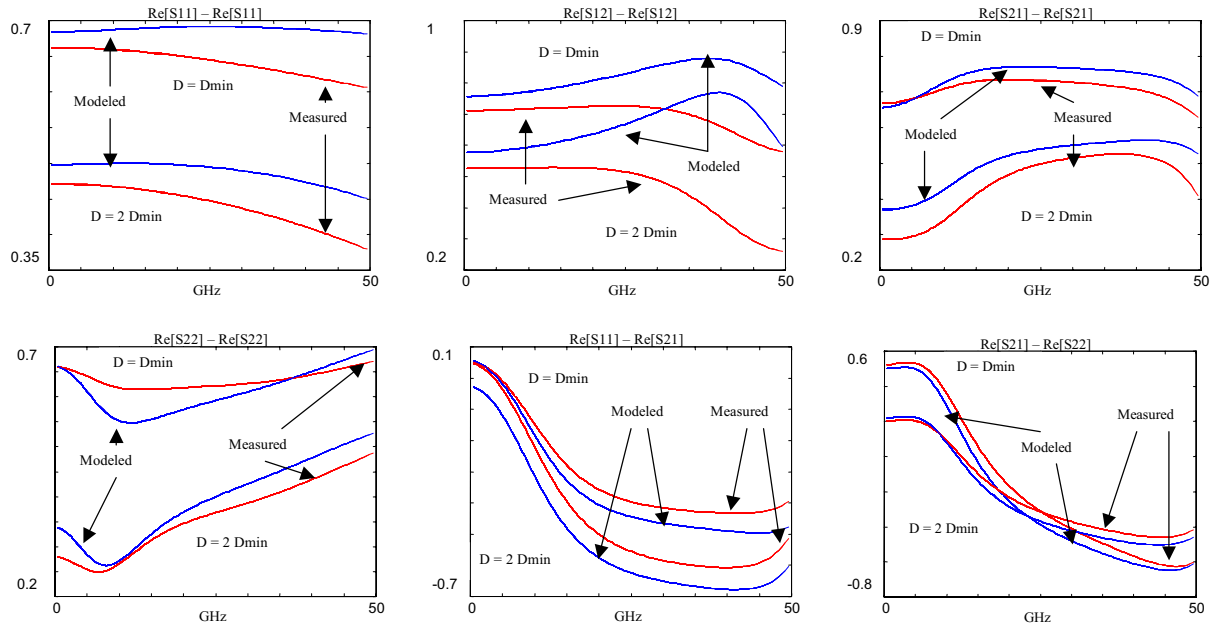 Re[S11] – Re[S11]
0.7
D = Dmin
Modeled
Measured
D = 2 Dmin
0.35
0
50
GHz
Re[S12] – Re[S12]
1
D = Dmin
Modeled
Measured
D = 2 Dmin
0.2
0
50
GHz
Re[S21] – Re[S21]
0.9
D = Dmin
Modeled
Measured
D = 2 Dmin
0.2
0
50
GHz
Re[S22] – Re[S22]
0.7
D = Dmin
Measured
Modeled
D = 2 Dmin
0.2
0
50
GHz
Re[S11] – Re[S21]
0.1
D = Dmin
Modeled
Measured
D = 2 Dmin
-0.7
0
50
GHz
Re[S21] – Re[S22]
0.6
D = Dmin
Measured
Modeled
D = 2 Dmin
-0.8
0
50
GHz